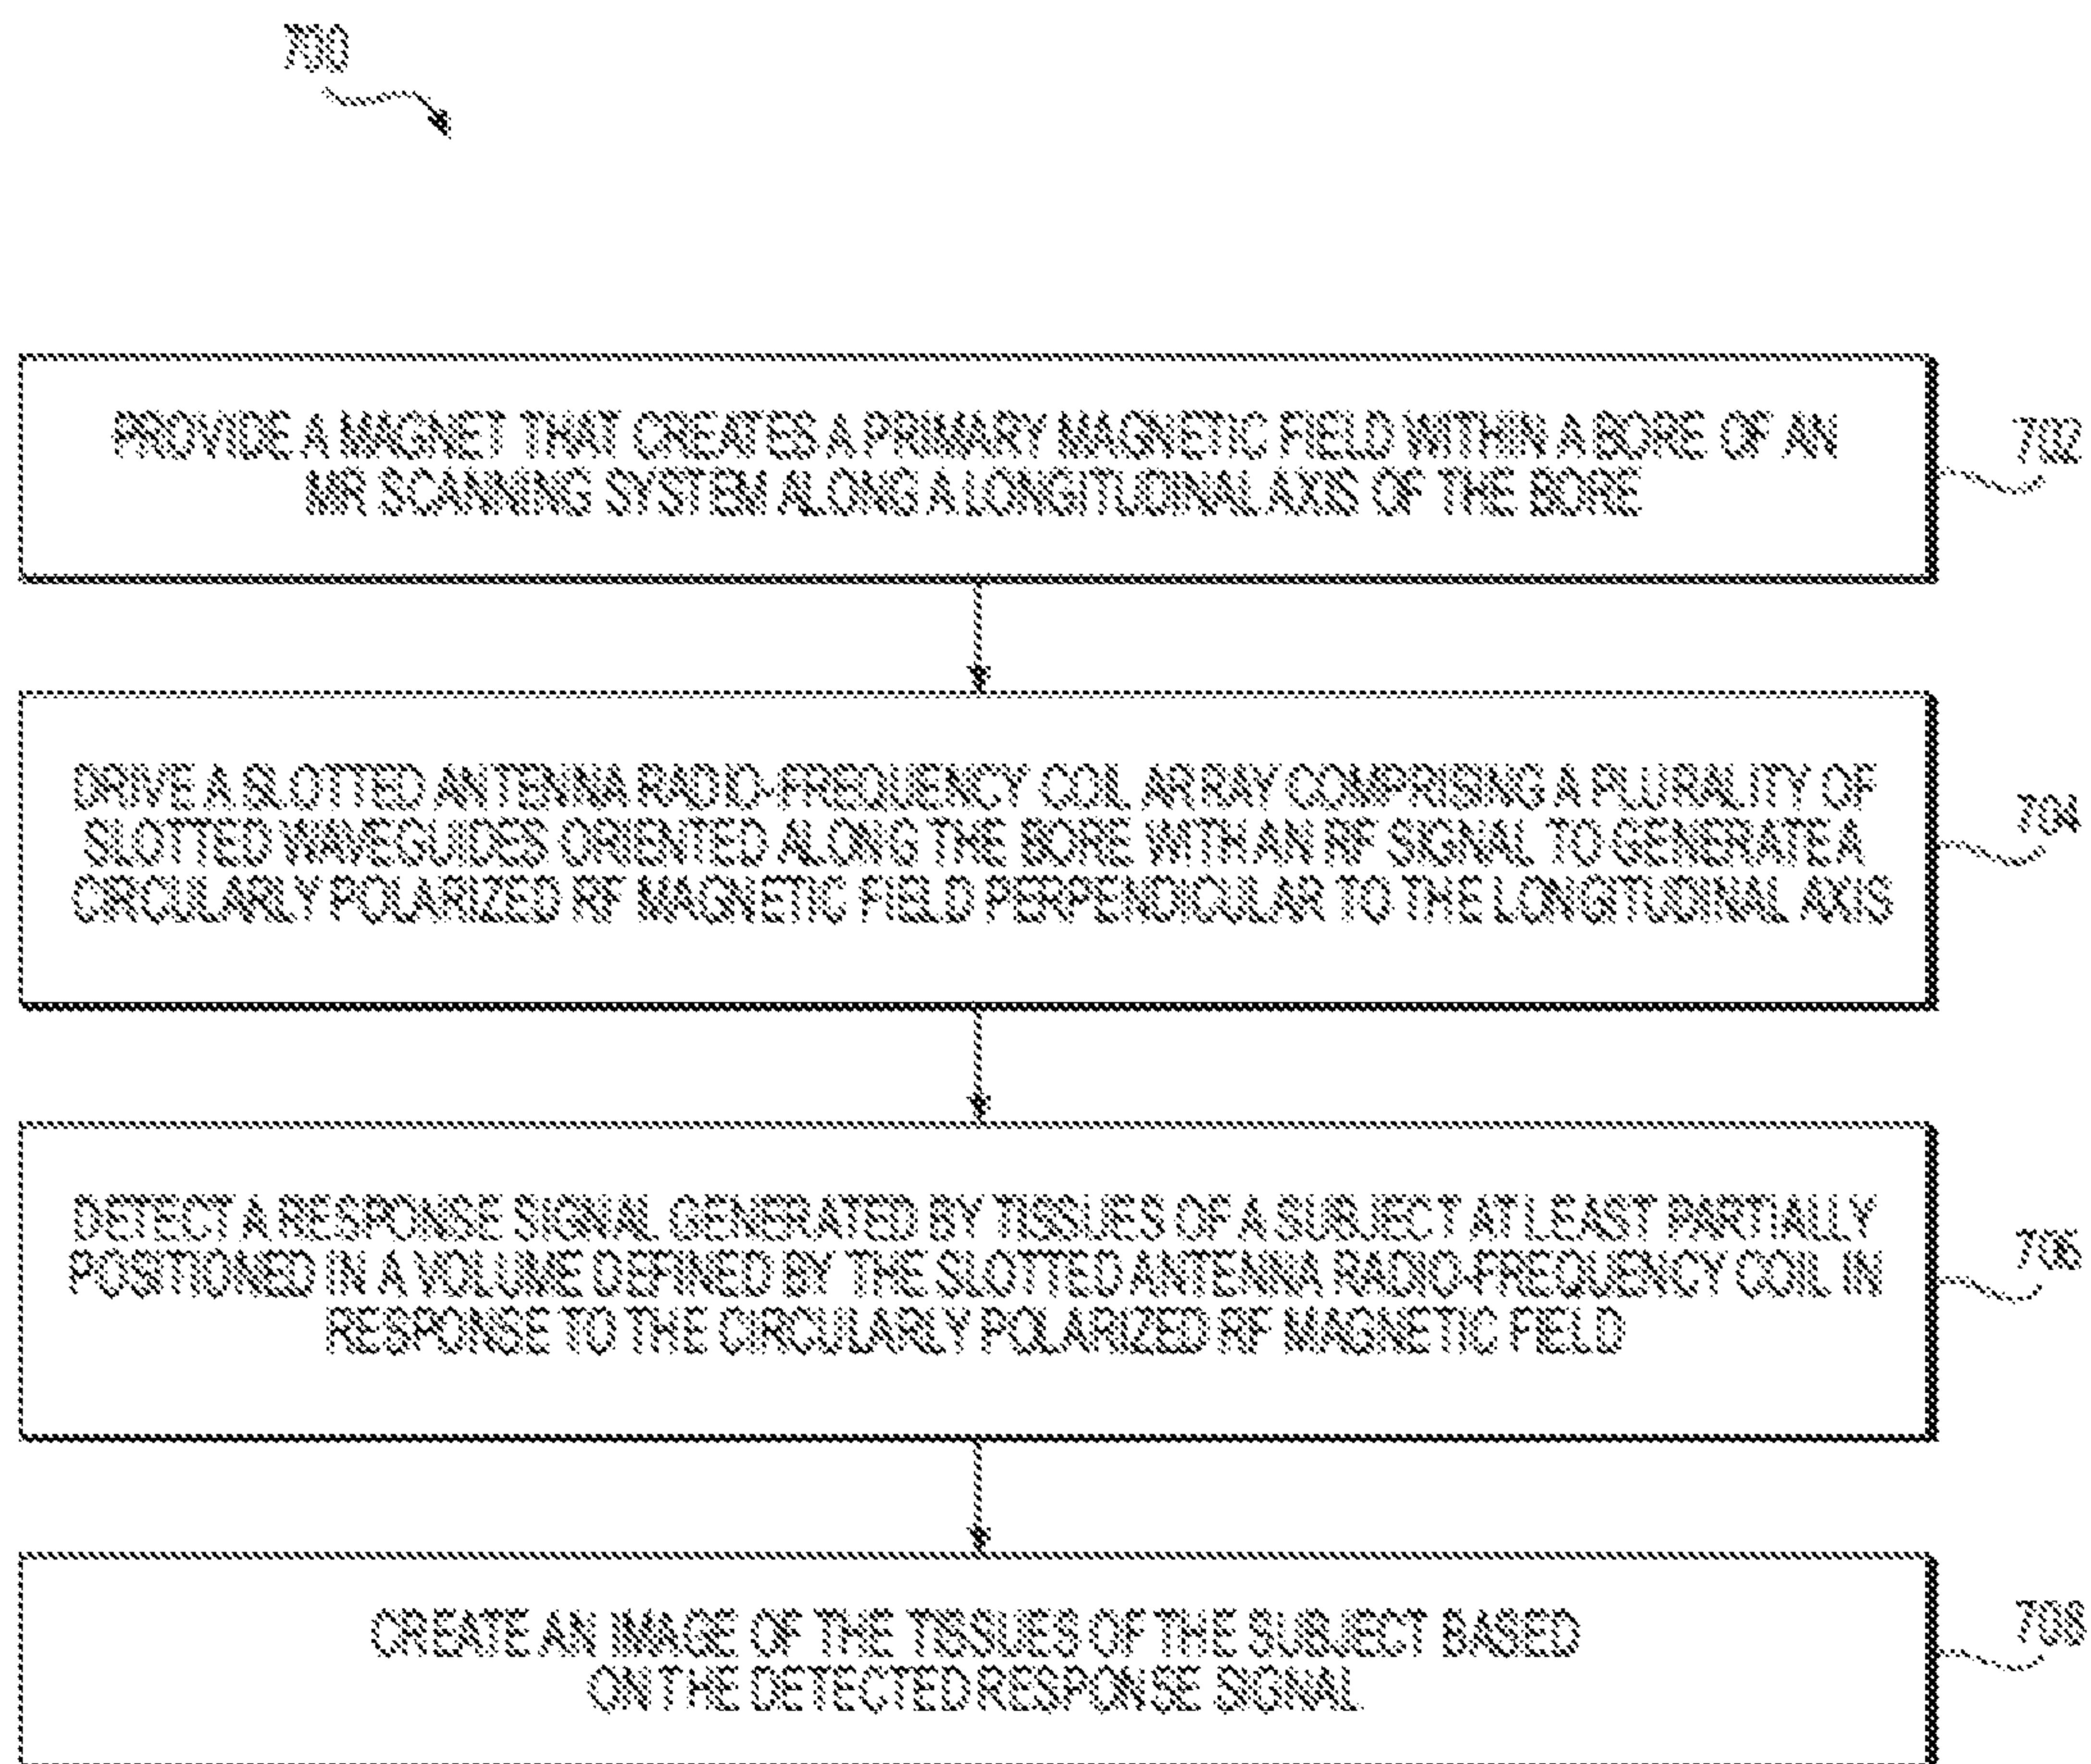 700
PROVIDE A MAGNET THAT CREATES A PRIMARY MAGNETIC FIELD WITHIN A BORE OF AN
MR SCANNING SYSTEM ALONG A LONGITUDINAL AXIS OF THE BORE
702
DRIVE A SLOTTED ANTENNA RADIO-FREQUENCY COIL ARRAY COMPRISING A PLURALITY OF
SLOTTED WAVEGUIDES ORIENTED ALONG THE BORE WITH AN RF SIGNAL TO GENERATE A
CIRCULARLY POLARIZED RF MAGNETIC FIELD PERPENDICULAR TO THE LONGITUDINAL AXIS
704
DETECT A RESPONSE SIGNAL GENERATED BY TISSUES OF A SUBJECT AT LEAST PARTIALLY
POSITIONED IN A VOLUME DEFINED BY THE SLOTTED ANTENNA RADIO-FREQUENCY COIL IN
RESPONSE TO THE CIRCULARLY POLARIZED RF MAGNETIC FIELD
706
CREATE AN IMAGE OF THE TISSUES OF THE SUBJECT BASED
ON THE DETECTED RESPONSE SIGNAL
708